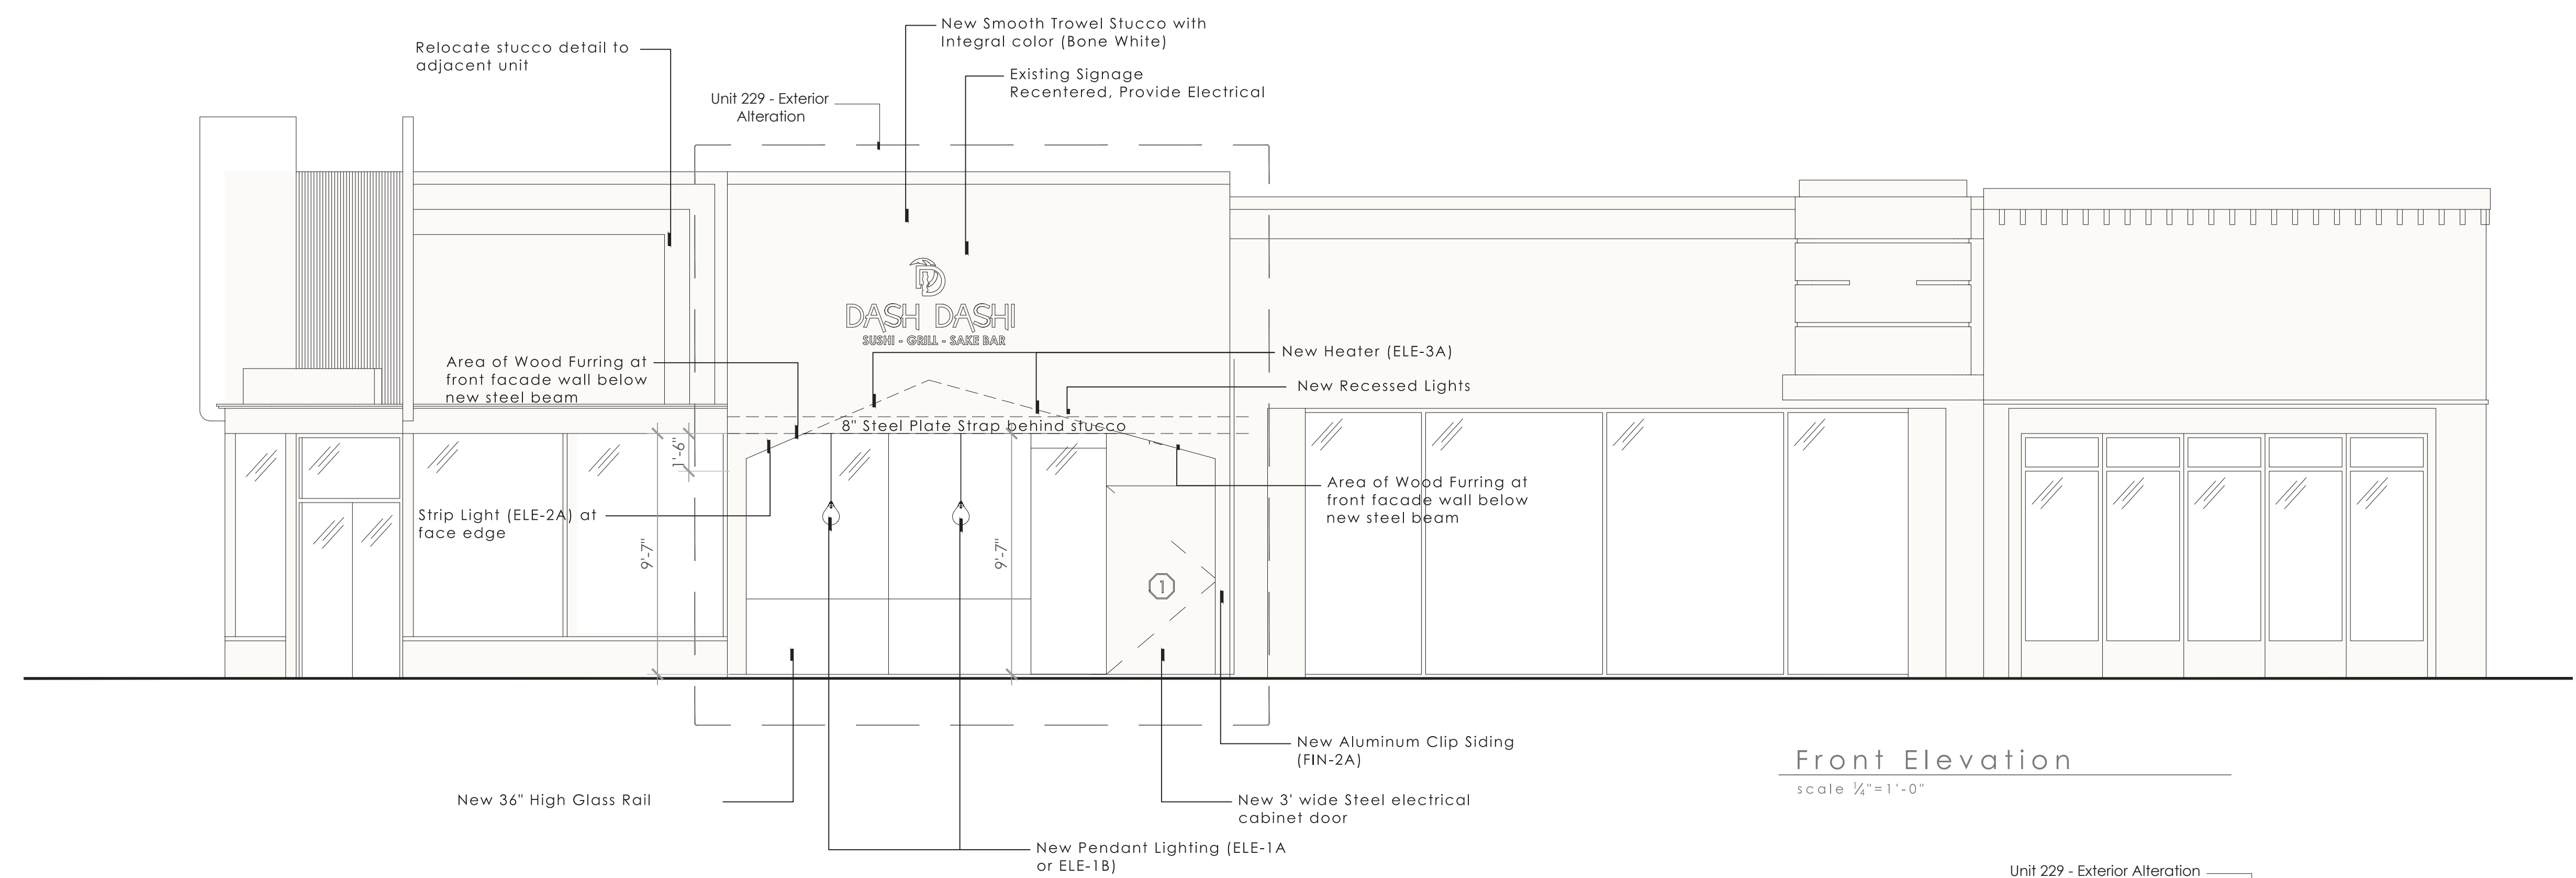 New Smooth Trowel Stucco with
Integral color (Bone White)
Relocate stucco detail to
adjacent unit
Existing Signage
Recentered, Provide Electrical
Unit 229 - Exterior
Alteration
DD
DASH DASHI
SUSHI - GRILL - SAKE BAR
Area of Wood Furring at
front facade wall below
new steel beam
New Heater (ELE-3A)
New Recessed Lights
8" Steel Plate Strap behind stucco
1'-6"
Area of Wood Furring at
front facade wall below
new steel beam
Strip Light (ELE-2A) at
face edge
9'-7"
9'-7"
1
New Aluminum Clip Siding
(FIN-2A)
Front Elevation
scale ¼"=1'-0"
New 36" High Glass Rail
New 3' wide Steel electrical
cabinet door
New Pendant Lighting (ELE-1A
or ELE-1B)
Unit 229 - Exterior Alteration